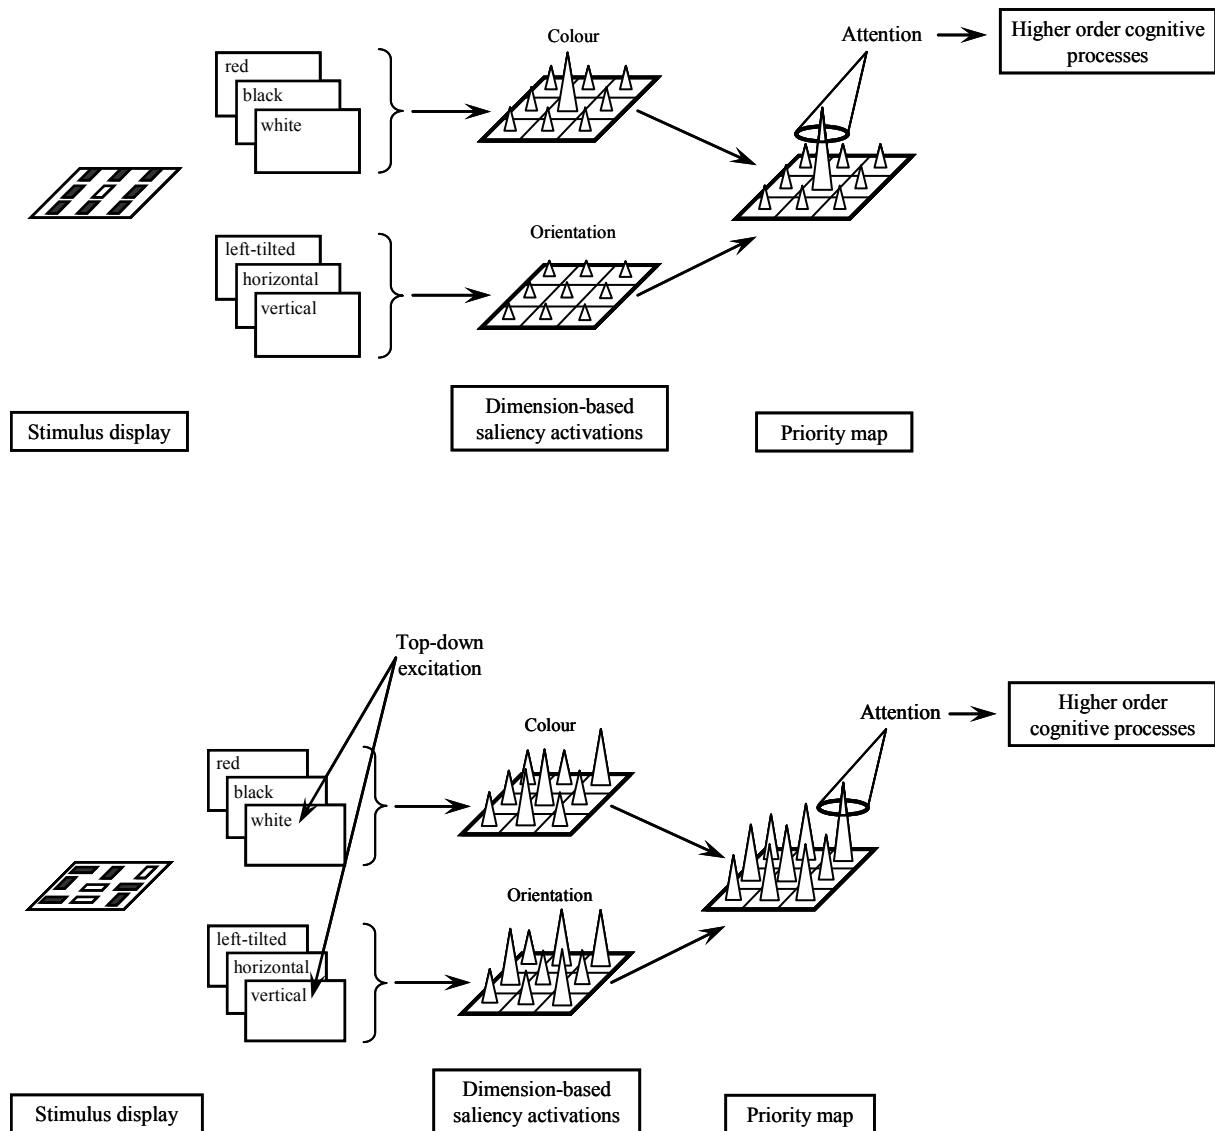 Colour
Attention
Higher order cognitive
processes
red
black
white
left-tilted
horizontal
vertical
Orientation
Stimulus display
Dimension-based
saliency activations
Priority map
Top-down
excitation
Colour
Attention
Higher order
cognitive processes
red
black
white
left-tilted
horizontal
vertical
Orientation
Stimulus display
Dimension-based
saliency activations
Priority map